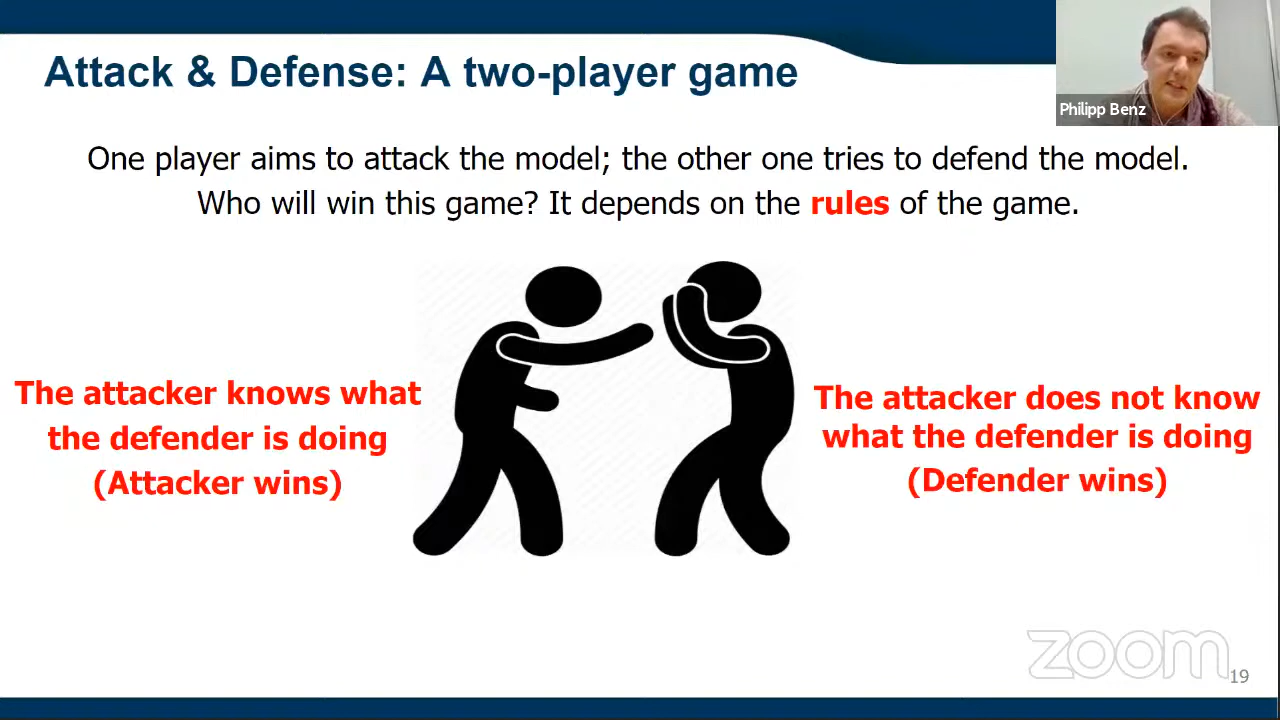 Attack & Defense: A two-player game
Philipp Benz
One player aims to attack the model; the other one tries to defend the model.
Who will win this game? It depends on the rules of the game.
The attacker knows what
the defender is doing
(Attacker wins)
The attacker does not know
what the defender is doing
(Defender wins)
zoom
19